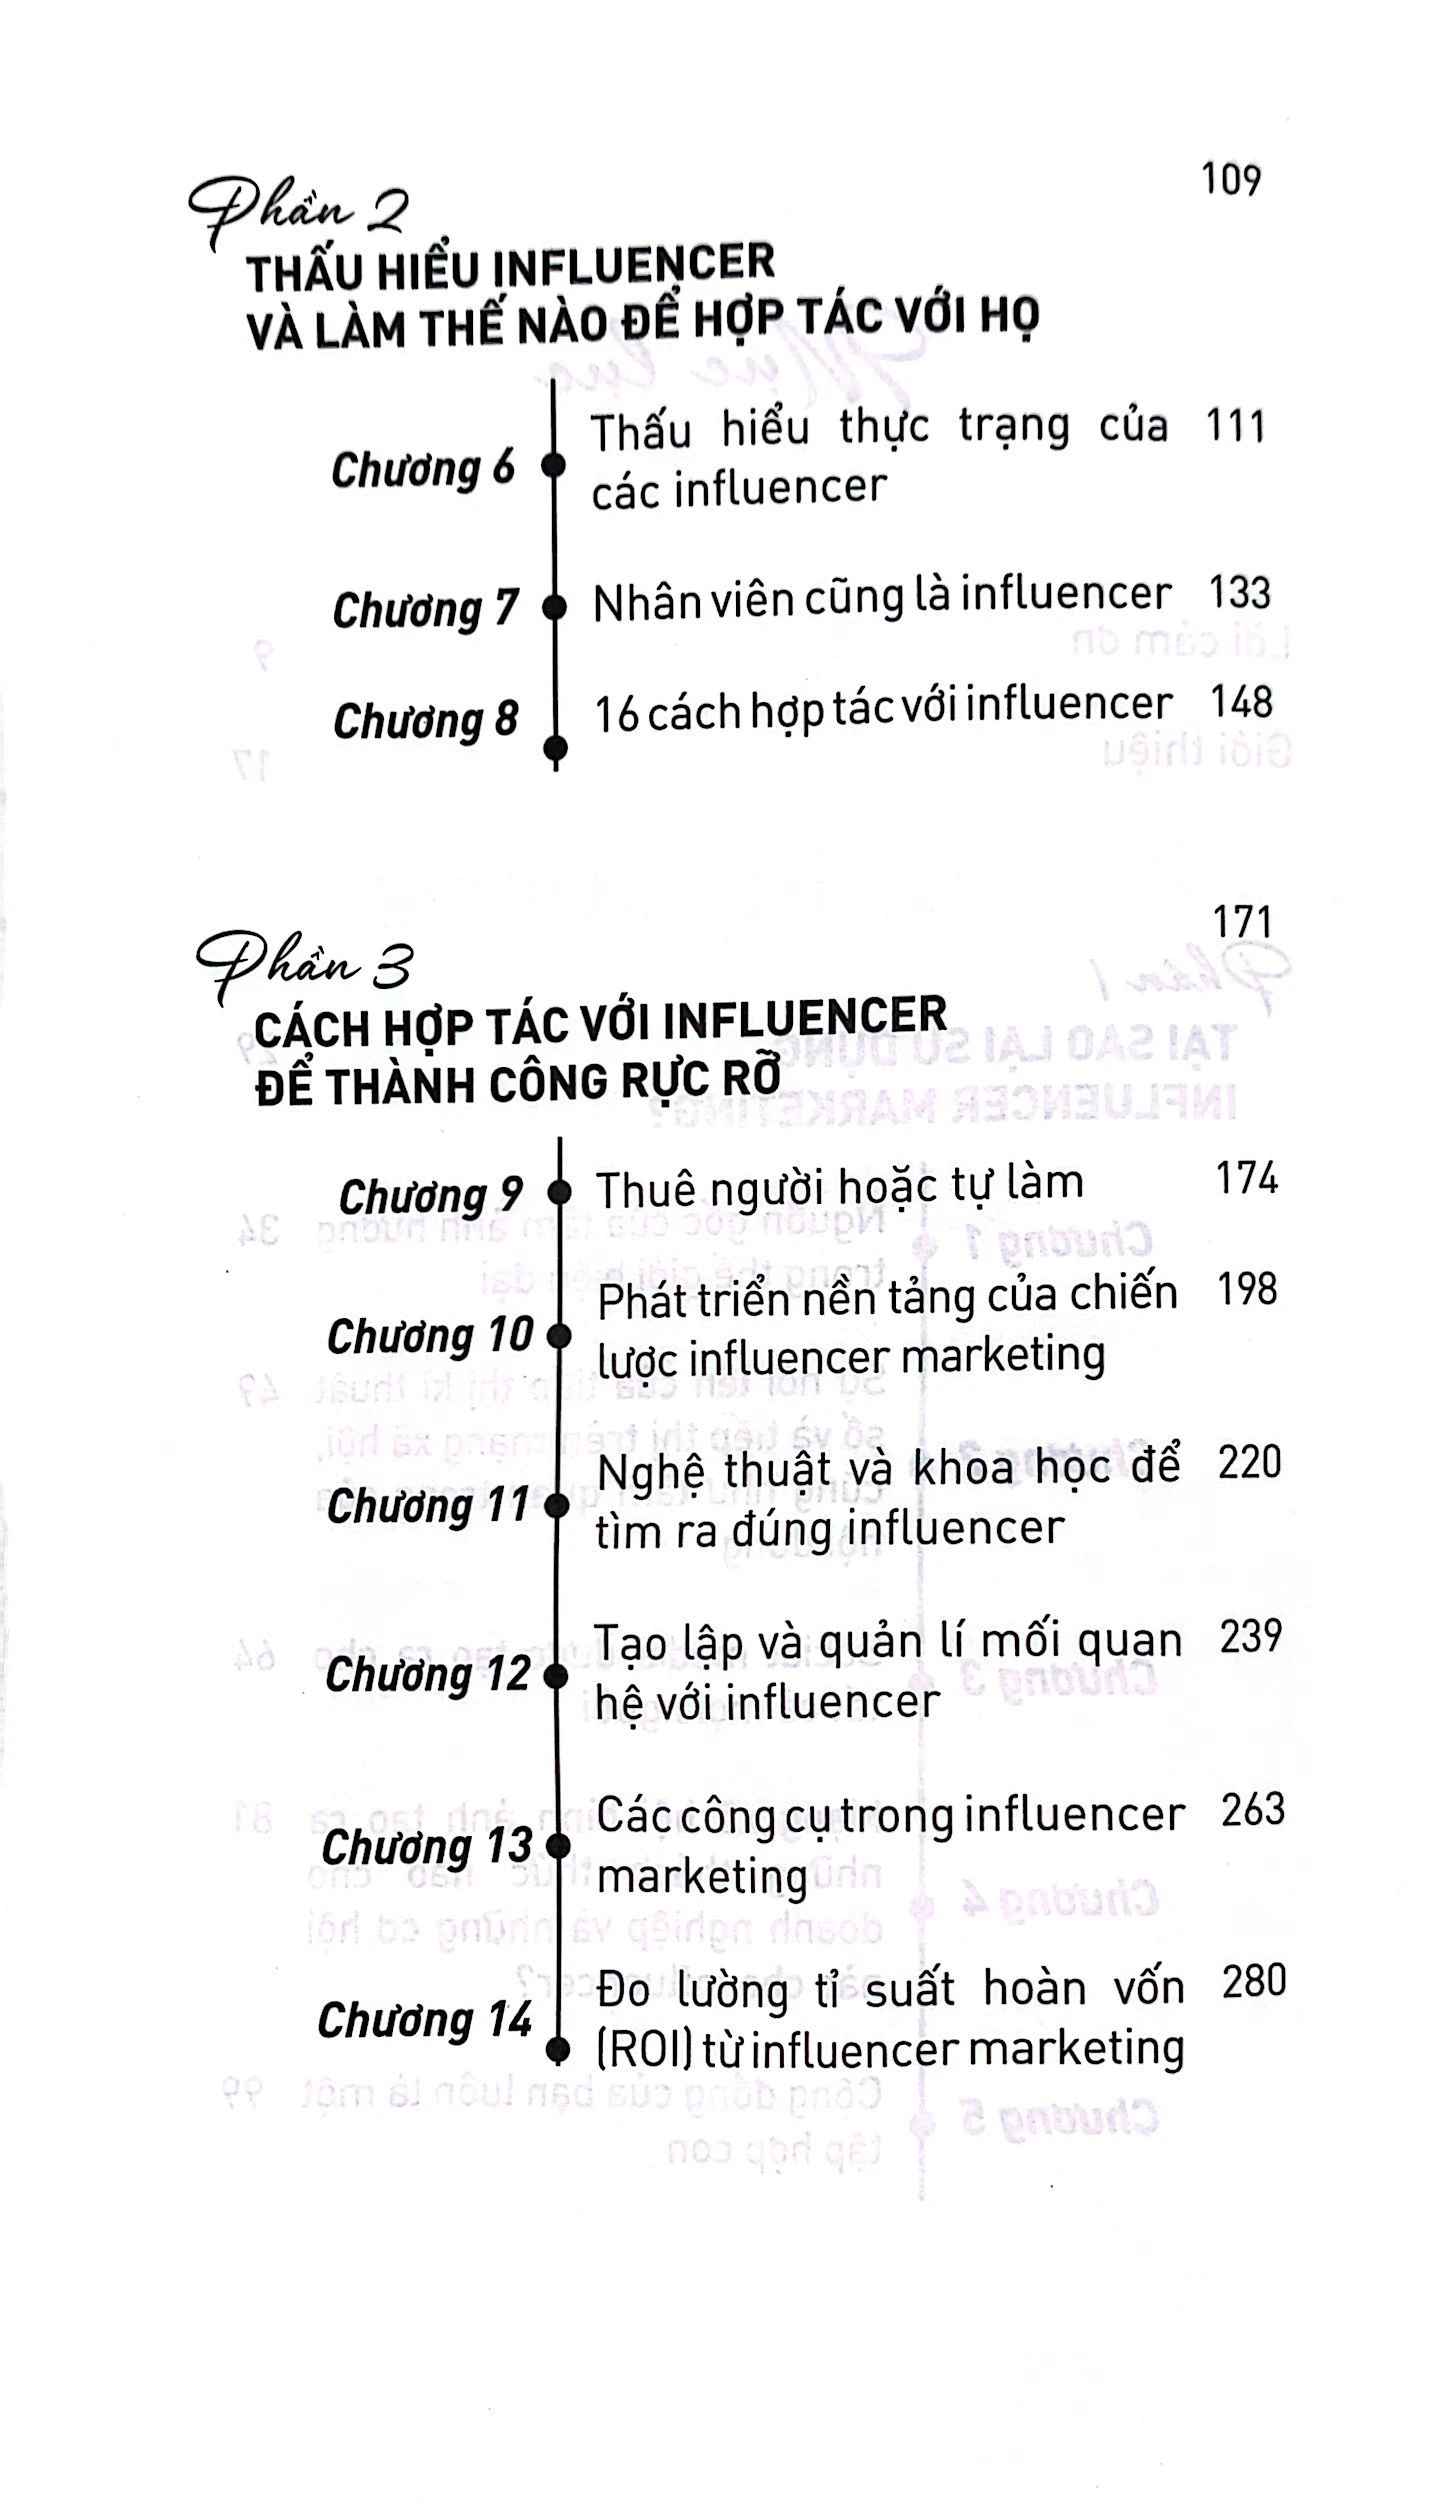 109
Phần 2
THẤU HIỂU INFLUENCER
VÀ LÀM THẾ NÀO ĐỂ HỢP TÁC VỚI HỌ
Chương 6 Thấu hiểu thực trạng của 111
các influencer
Chương 7 Nhân viên cũng là influencer 133
Chương 8 16 cách hợp tác với influencer 148
171
Phần 3
CÁCH HỢP TÁC VỚI INFLUENCER
ĐỂ THÀNH CÔNG RỰC RỠ
Chương 9 Thuê người hoặc tự làm 174
Chương 10 Phát triển nền tảng của chiến 198
lược influencer marketing
Chương 11 Nghệ thuật và khoa học để 220
tìm ra đúng influencer
Chương 12 Tạo lập và quản lí mối quan 239
hệ với influencer
Chương 13 Các công cụ trong influencer 263
marketing
Chương 14 Đo lường tỉ suất hoàn vốn 280
(ROI) từ influencer marketing